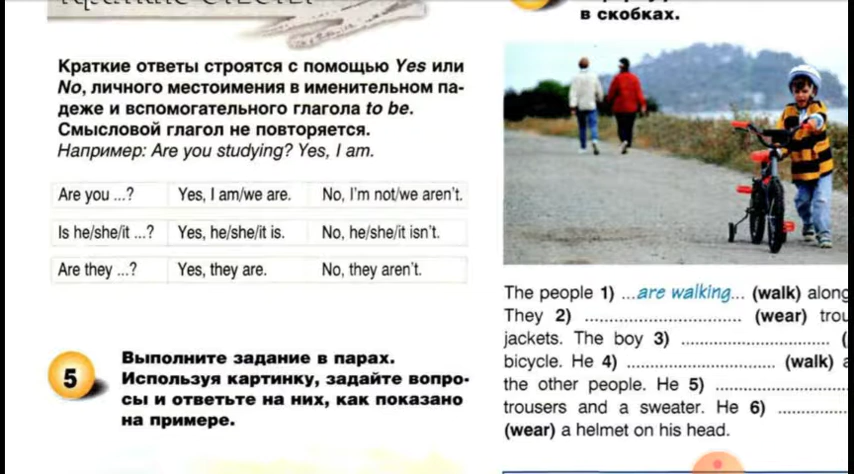 Краткие ответы строятся с помощью Yes или
No, личного местоимения в именительном па-
деже и вспомогательного глагола to be.
Смысловой глагол не повторяется.
Например: Are you studying? Yes, I am.
Are you ...? Yes, I am/we are. No, I'm not/we aren't.
Is he/she/it ...? Yes, he/she/it is. No, he/she/it isn't.
Are they ...? Yes, they are. No, they aren't.
5
Выполните задание в парах.
Используя картинку, задайте вопро-
сы и ответьте на них, как показано
на примере.
в скобках.
The people 1) ...are walking... (walk) along
They 2) .............................. (wear) trou
jackets. The boy 3) .............................. (
bicycle. He 4) .............................. (walk) a
the other people. He 5) ..............................
trousers and a sweater. He 6) ..............
(wear) a helmet on his head.